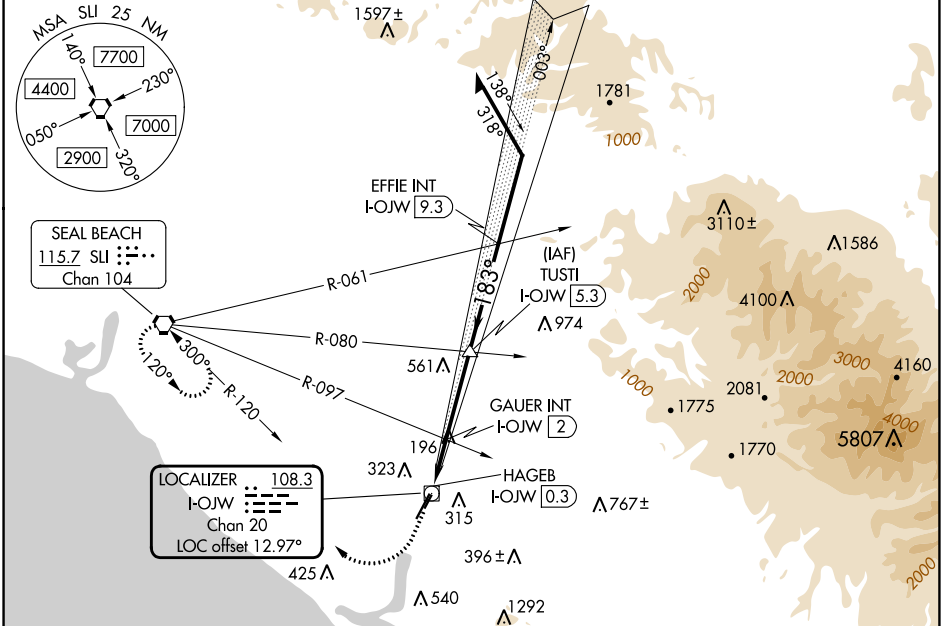 MSA SLI 25 NM
140°
7700
4400
230°
050°
7000
2900
320°
1597±
003°
138°
318°
1781
1000
EFFIE INT
I-OJW 9.3
SEAL BEACH
115.7 SLI
Chan 104
R-061
183°
(IAF)
TUSTI
I-OJW 5.3
974
3110±
1586
2000
4100
R-080
561
300°
120°
R-120
R-097
1000
3000
4160
2081
2000
1775
4000
GAUER INT
I-OJW 2
196
5807
1770
323
HAGEB
I-OJW 0.3
LOCALIZER 108.3
I-OJW
Chan 20
LOC offset 12.97°
315
767±
396±
425
540
1292
2000